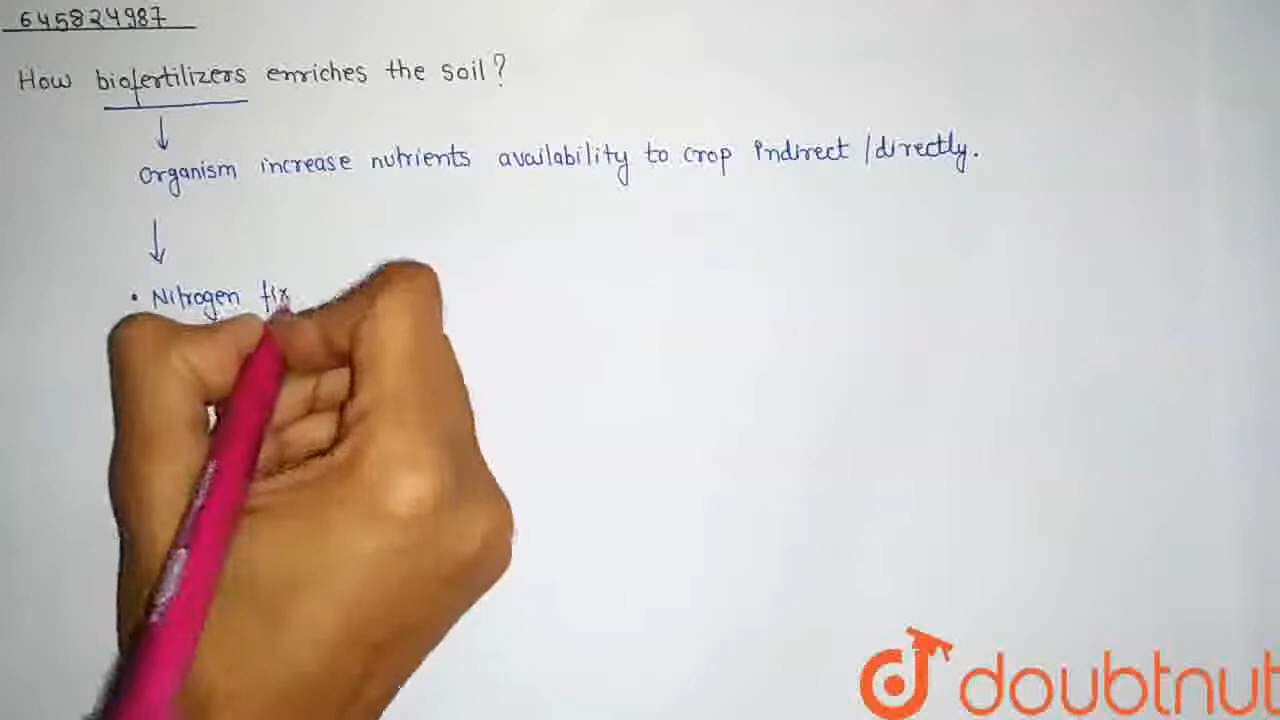 645824987
How biofertilizers enriches the soil?
↓
Organism increase nutrients availability to crop Indirect / directly.
↓
• Nitrogen fix
doubtnut